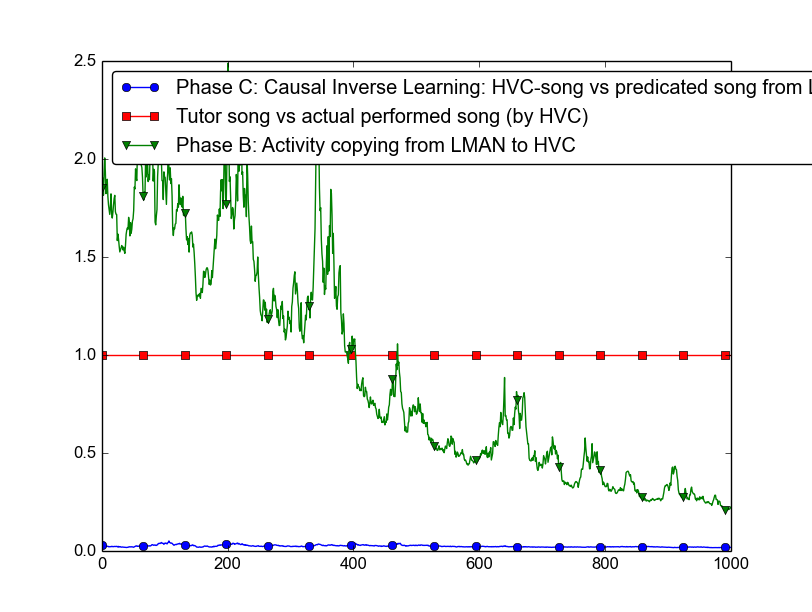 2.5
Phase C: Causal Inverse Learning: HVC-song vs predicated song from
Tutor song vs actual performed song (by HVC)
Phase B: Activity copying from LMAN to HVC
2.0
1.5
1.0
0.5
0.0
0 200 400 600 800 1000